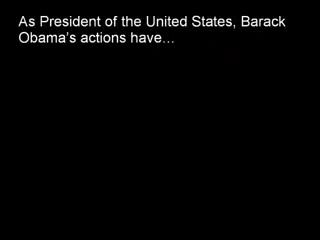 As President of the United States, Barack
Obama's actions have...